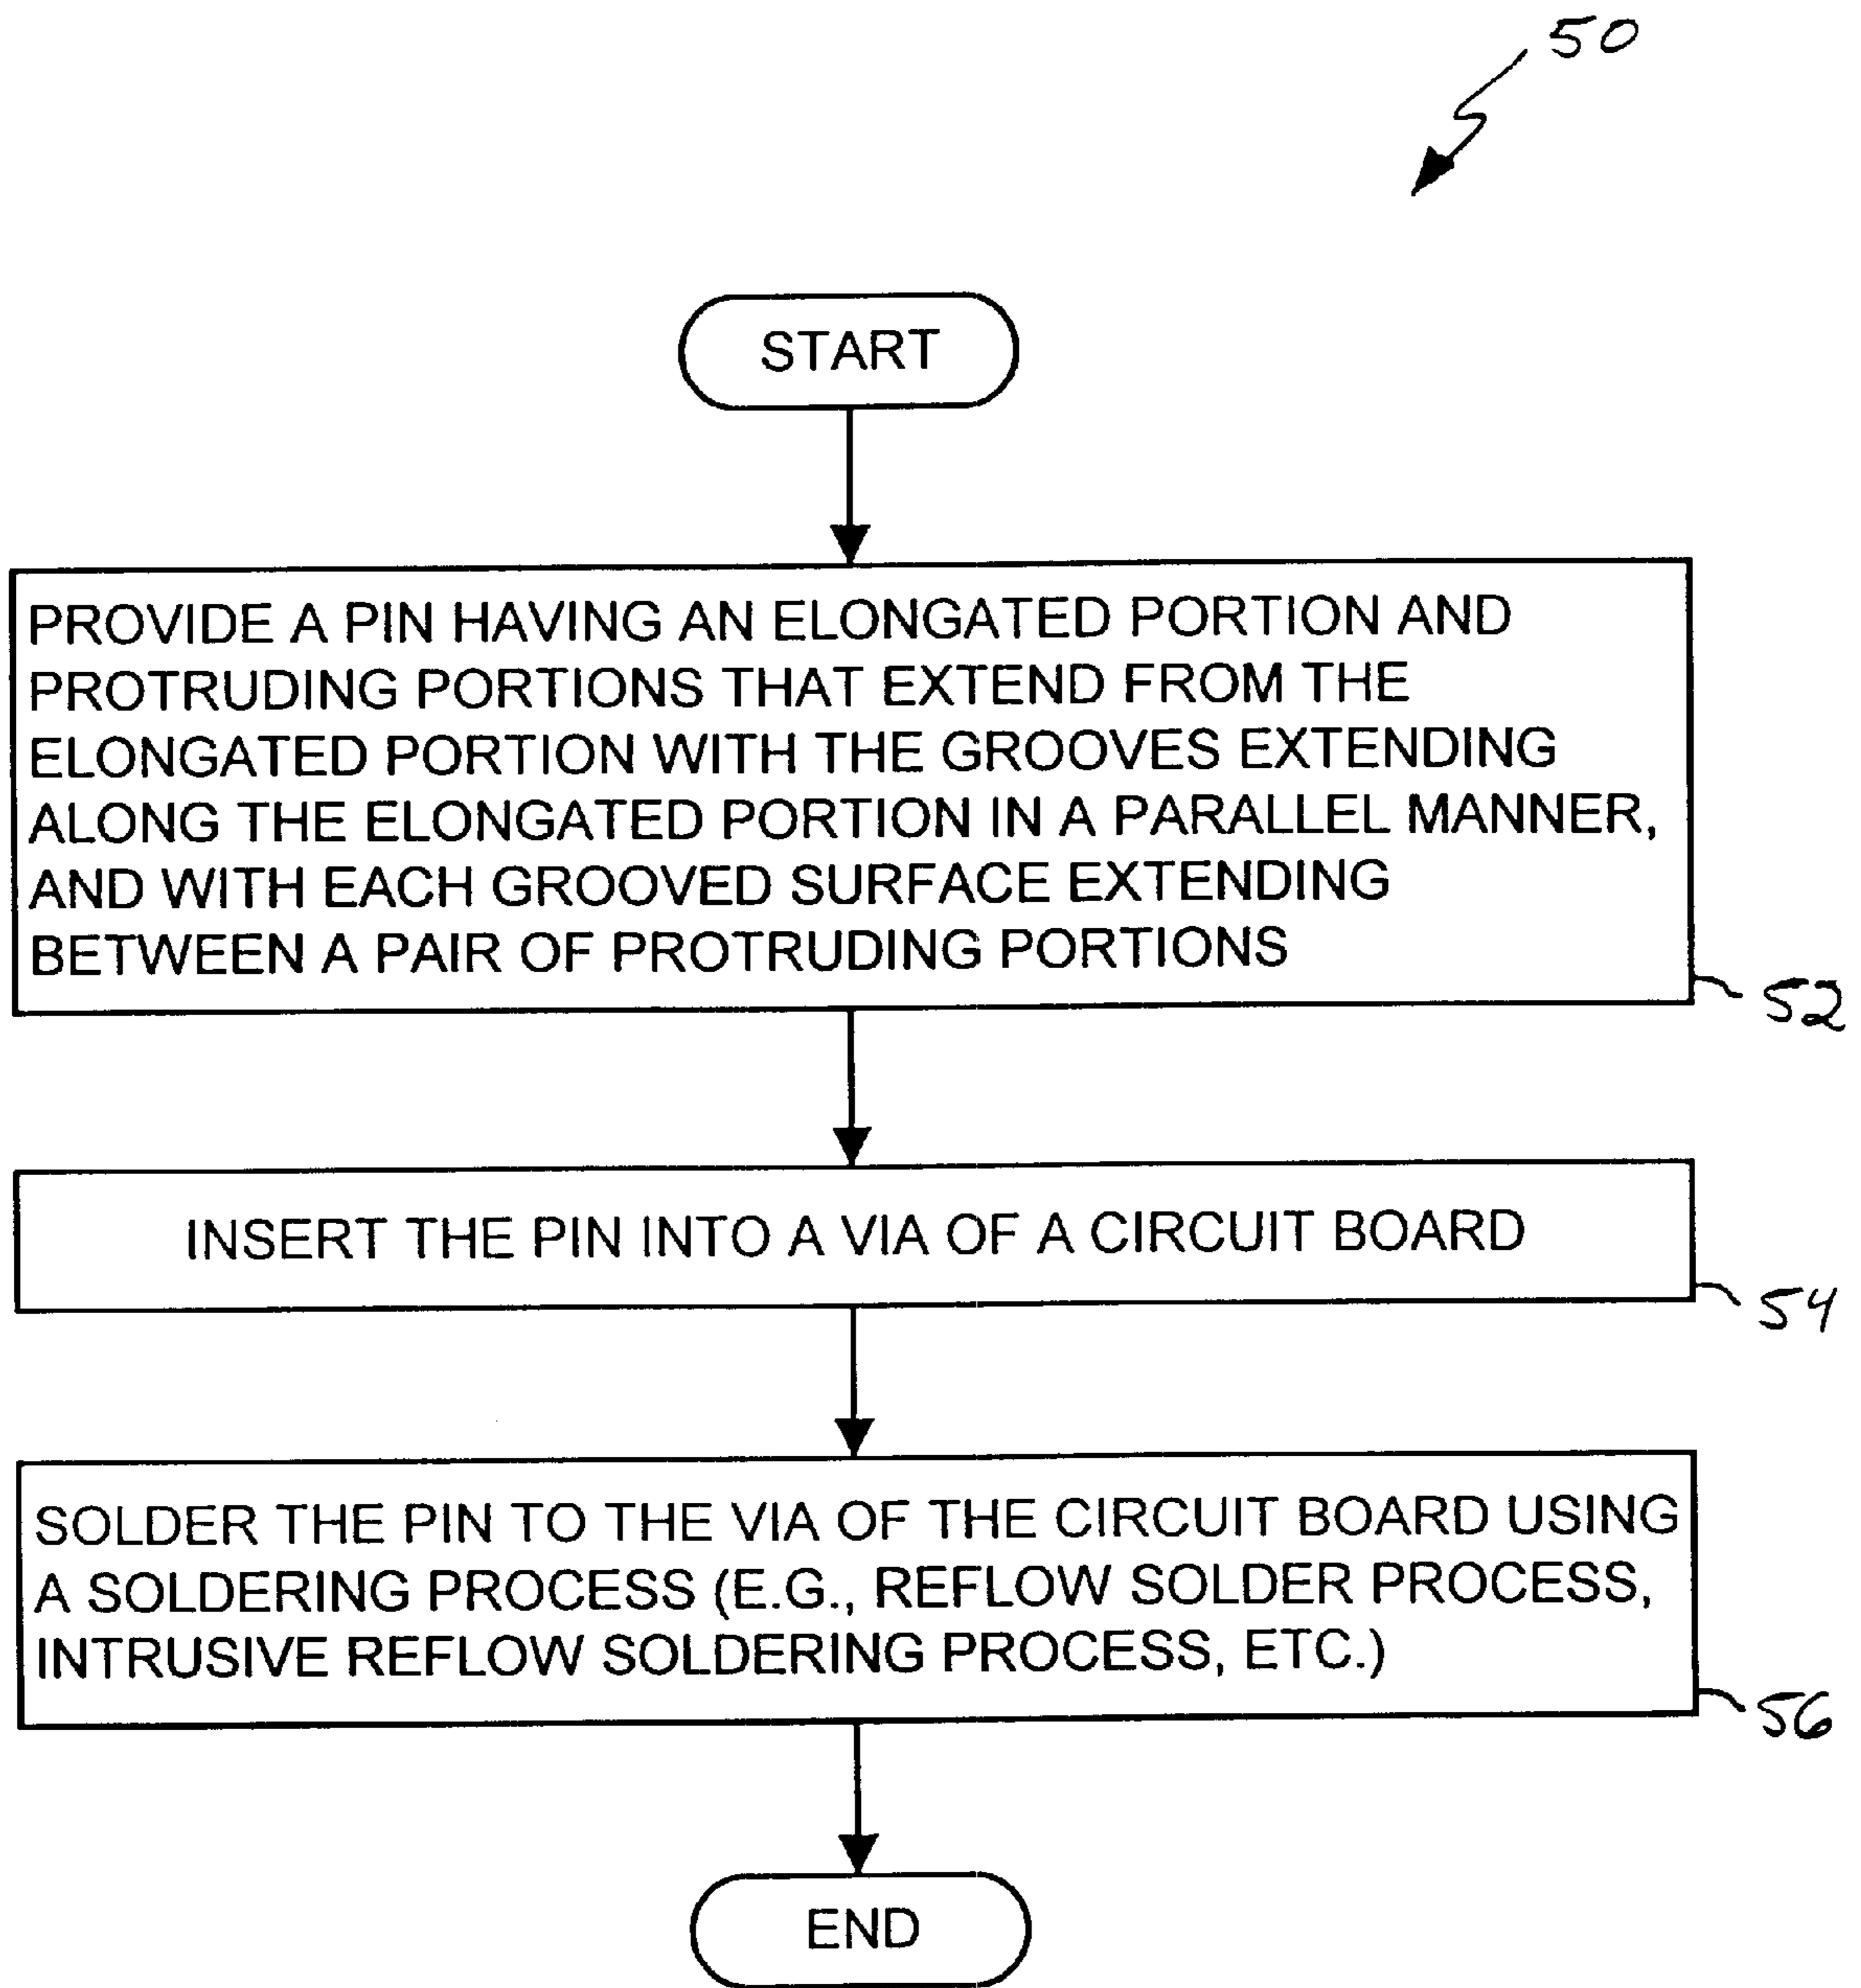 50
START
PROVIDE A PIN HAVING AN ELONGATED PORTION AND
PROTRUDING PORTIONS THAT EXTEND FROM THE
ELONGATED PORTION WITH THE GROOVES EXTENDING
ALONG THE ELONGATED PORTION IN A PARALLEL MANNER,
AND WITH EACH GROOVED SURFACE EXTENDING
BETWEEN A PAIR OF PROTRUDING PORTIONS
52
INSERT THE PIN INTO A VIA OF A CIRCUIT BOARD
54
SOLDER THE PIN TO THE VIA OF THE CIRCUIT BOARD USING
A SOLDERING PROCESS (E.G., REFLOW SOLDER PROCESS,
INTRUSIVE REFLOW SOLDERING PROCESS, ETC.)
56
END